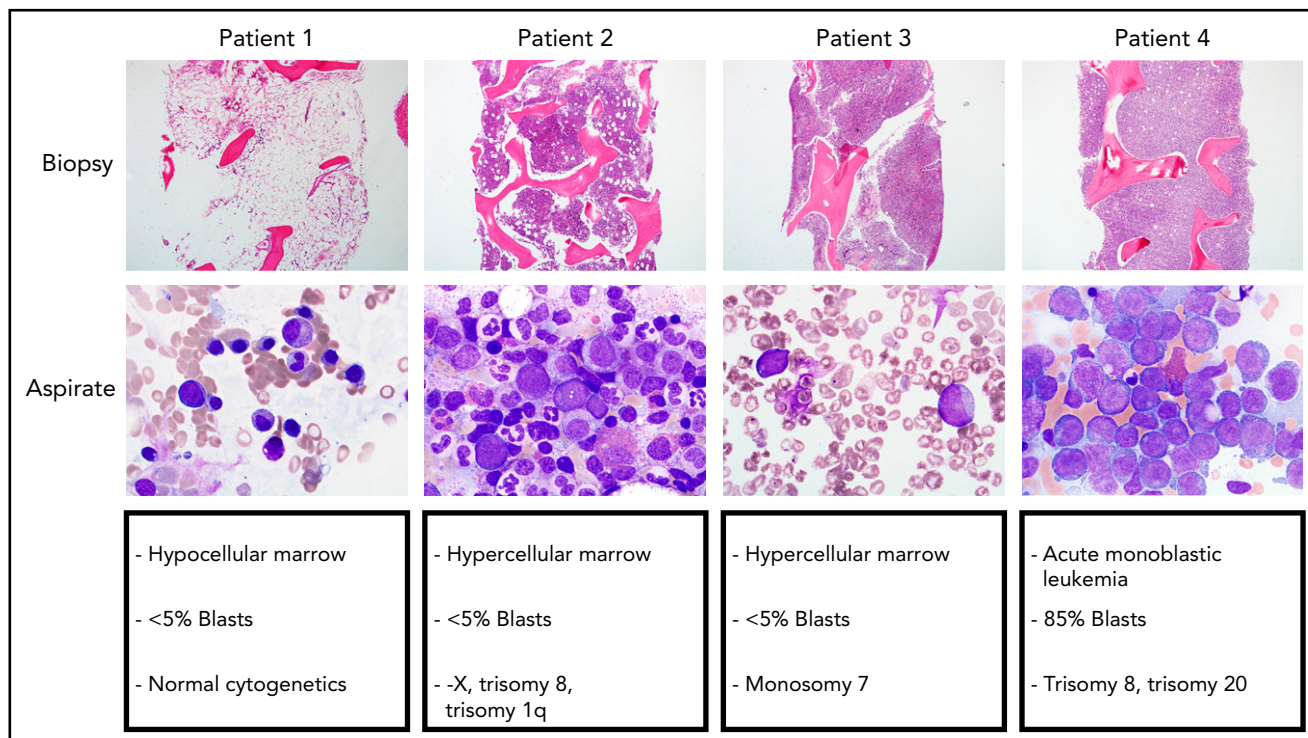 Patient 1
Patient 2
Patient 3
Patient 4
Biopsy
Aspirate
- Hypocellular marrow
- <5% Blasts
- Normal cytogenetics
- Hypercellular marrow
- <5% Blasts
- -X, trisomy 8,
trisomy 1q
- Hypercellular marrow
- <5% Blasts
- Monosomy 7
- Acute monoblastic
leukemia
- 85% Blasts
- Trisomy 8, trisomy 20